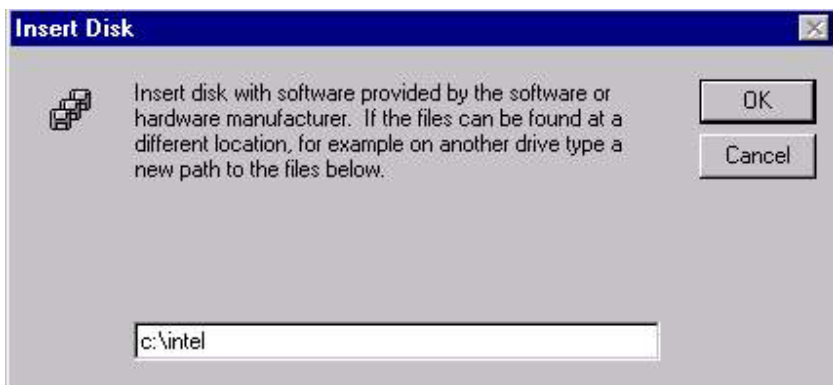 Insert Disk
Insert disk with software provided by the software or
hardware manufacturer.  If the files can be found at a
different location, for example on another drive type a
new path to the files below.
OK
Cancel
c:\intel